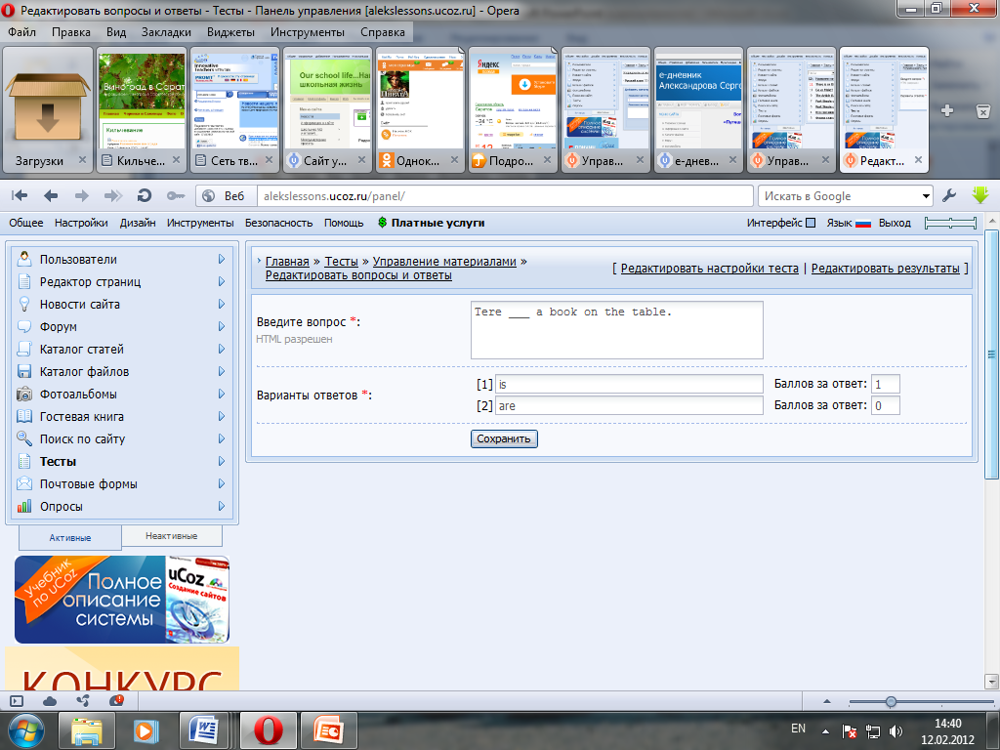 Редактировать вопросы и ответы - Тесты - Панель управления [alekslessons.ucoz.ru] - Opera
Файл Правка Вид Закладки Виджеты Инструменты Справка
Загрузки Кильче... Сеть тв... Сайт у... Однок... Подро... Управ... е-днев... Управ... Редакт...
Веб alekslessons.ucoz.ru/panel/ Искать в Google
Общее Настройки Дизайн Инструменты Безопасность Помощь $ Платные услуги Интерфейс Язык Выход
Пользователи
Редактор страниц
Новости сайта
Форум
Каталог статей
Каталог файлов
Фотоальбомы
Гостевая книга
Поиск по сайту
Тесты
Почтовые формы
Опросы
Активные Неактивные
Учебник по uCoz
Полное
описание
системы
uCoz
Создание сайтов
КОНКУРС
Главная » Тесты » Управление материалами »
Редактировать вопросы и ответы
[ Редактировать настройки теста | Редактировать результаты ]
Введите вопрос *:
HTML разрешен
Tere ___ a book on the table.
Варианты ответов *:
[1] is Баллов за ответ: 1
[2] are Баллов за ответ: 0
Сохранить
EN
14:40
12.02.2012